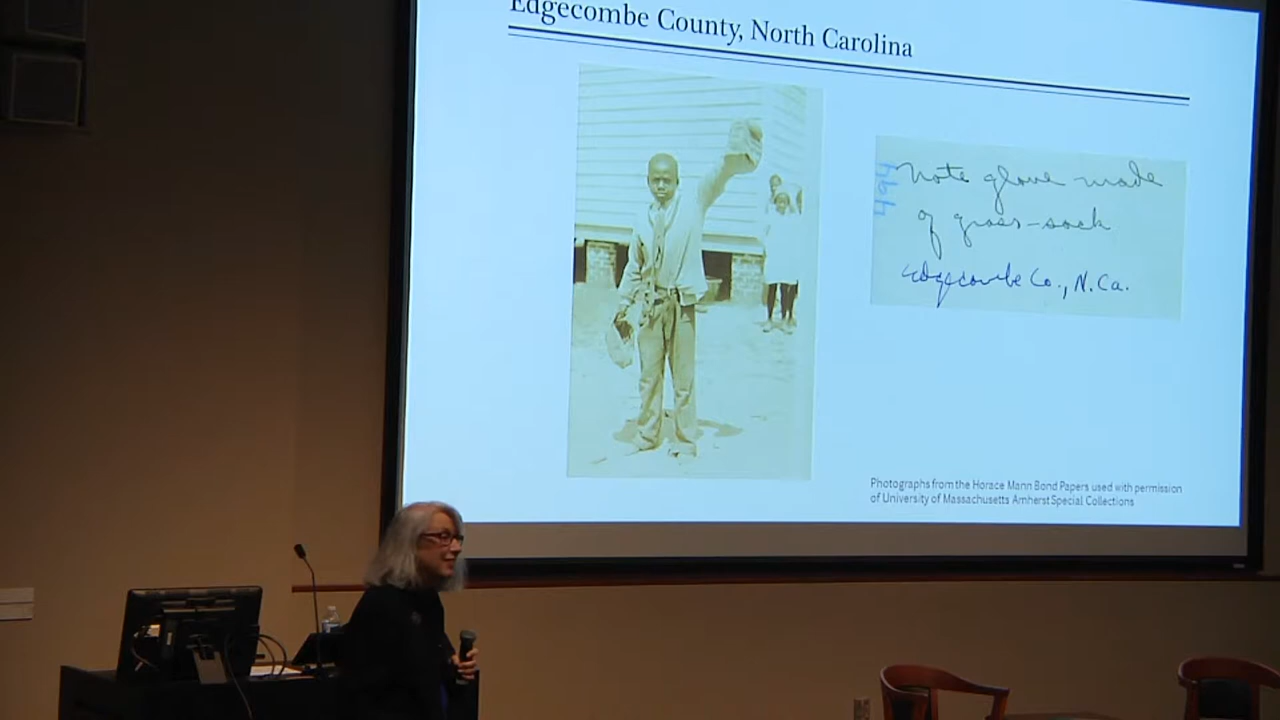 Edgecombe County, North Carolina
494
Note glove made
of grass-sack
Edgecombe Co., N. Ca.
Photographs from the Horace Mann Bond Papers used with permission
of University of Massachusetts Amherst Special Collections